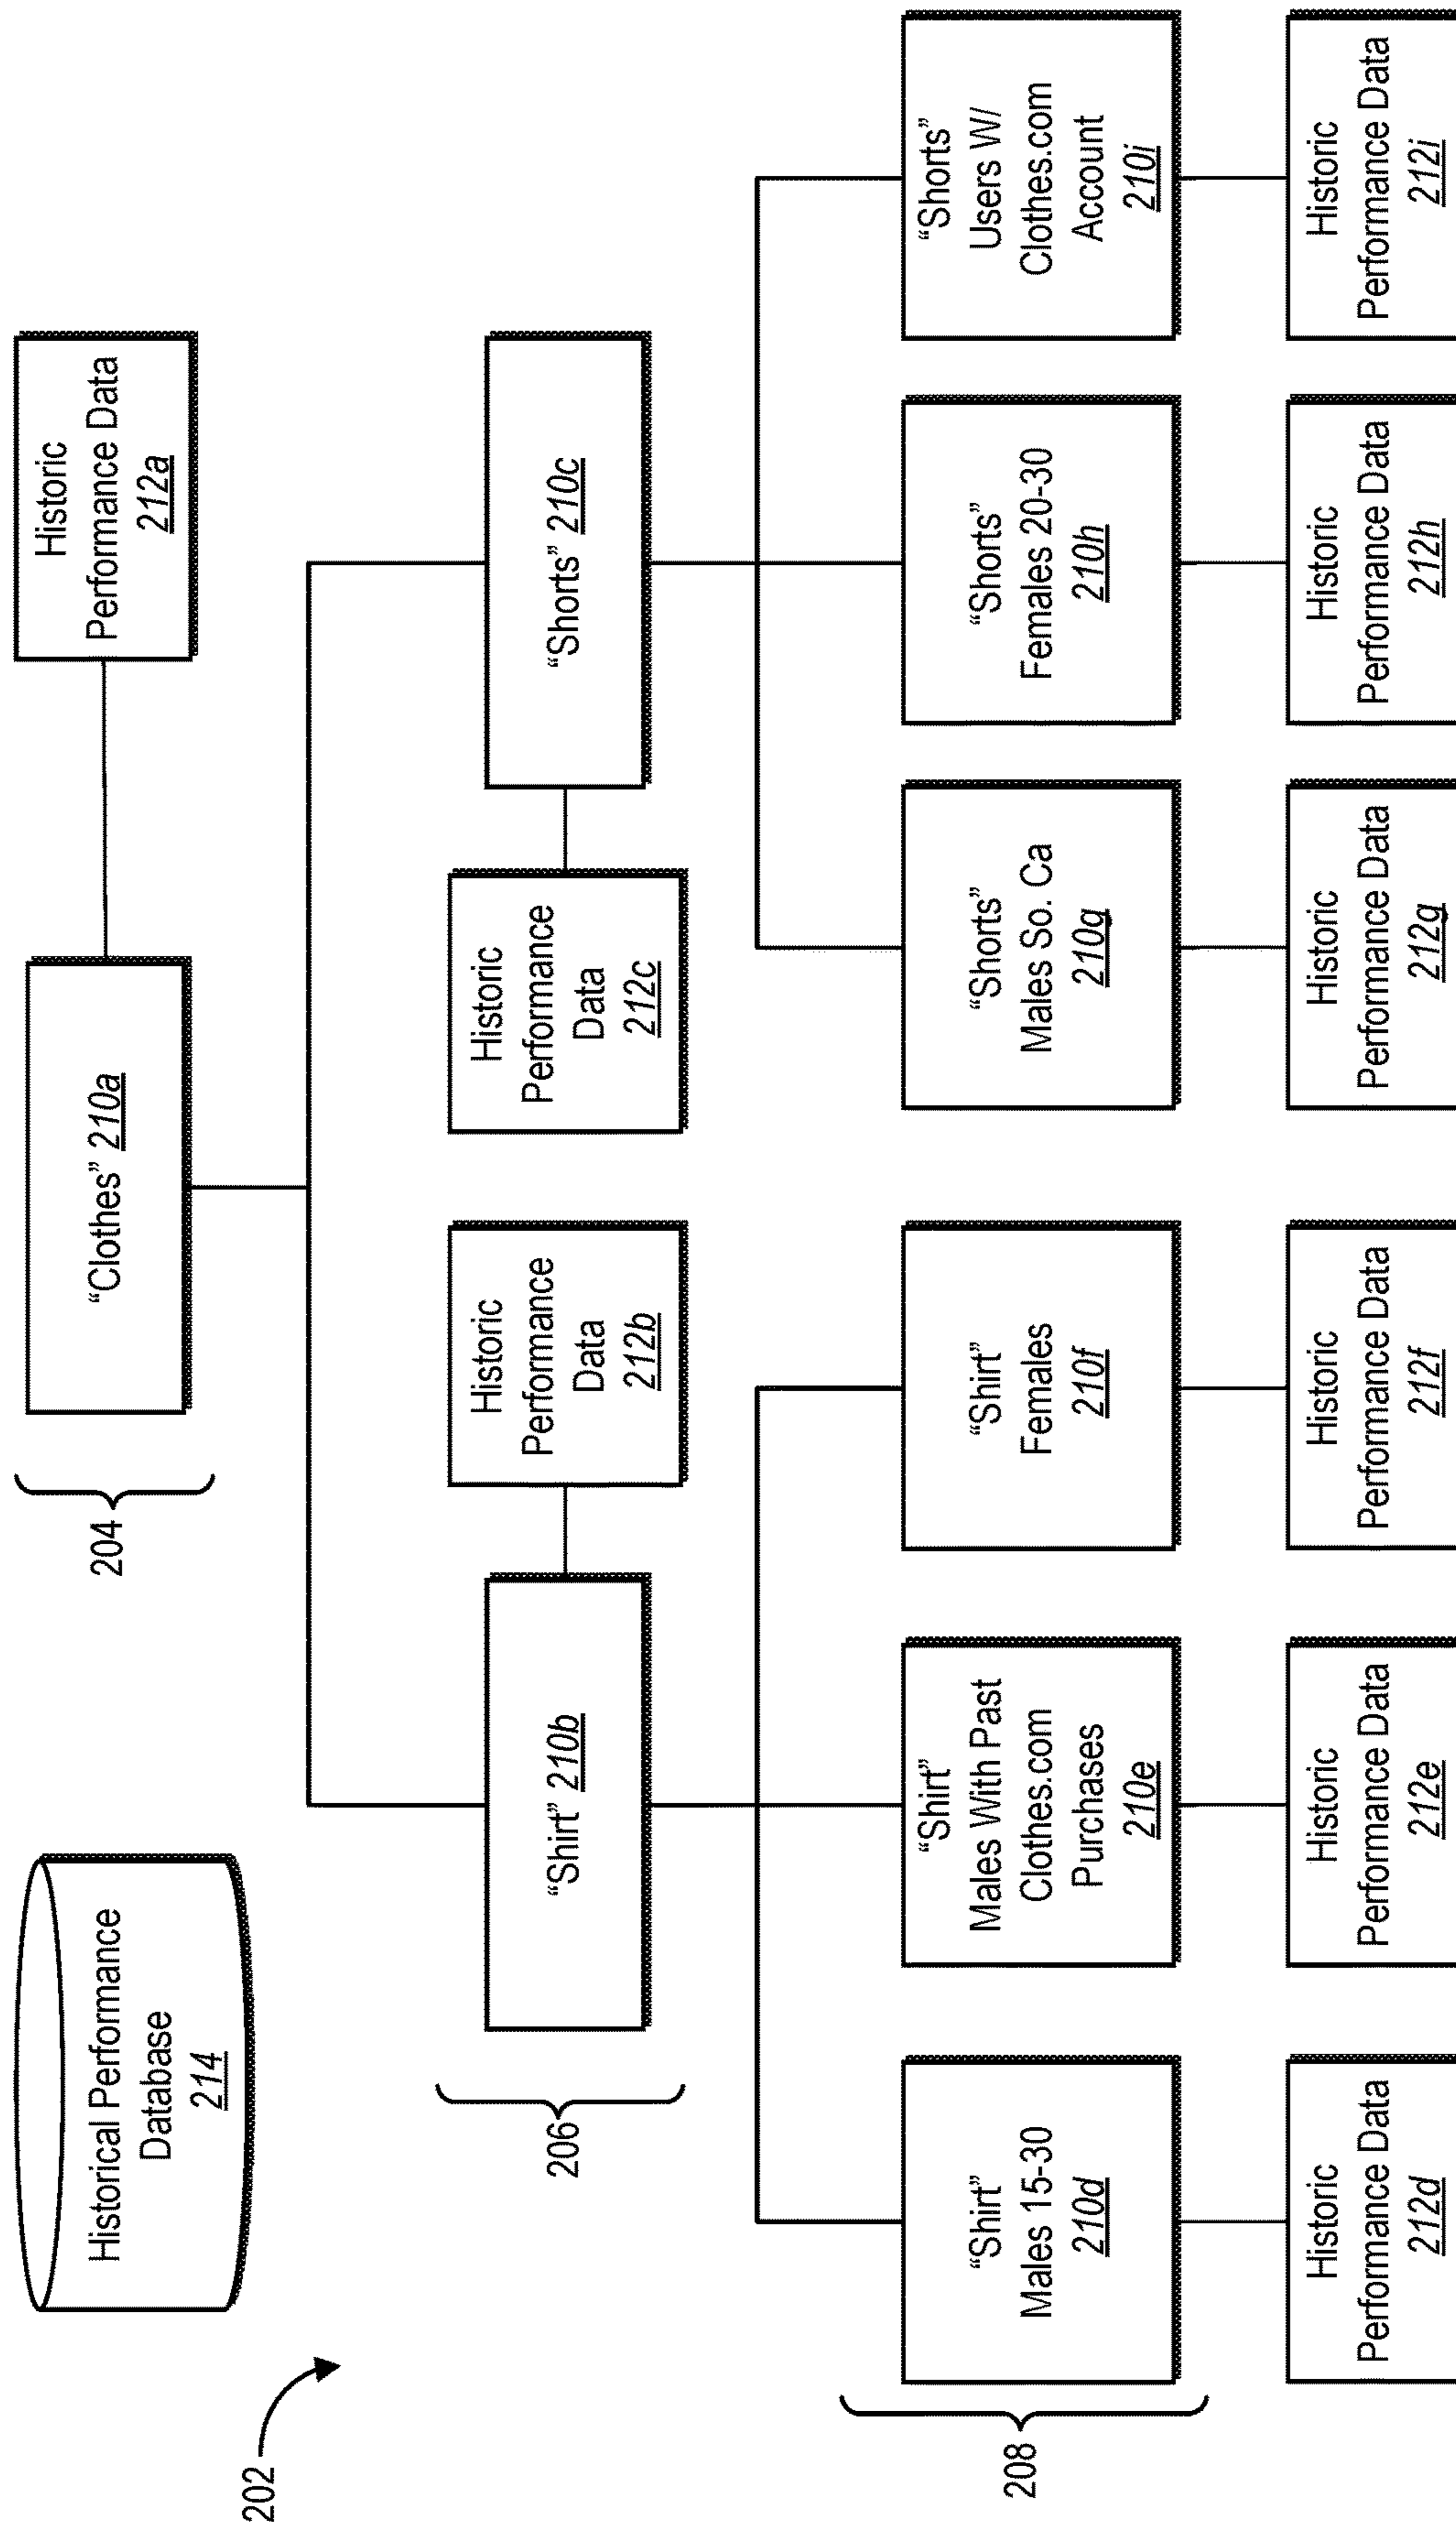 202
Historical Performance
Database
214
204
“Clothes” 210a
Historic
Performance Data
212a
206
“Shirt” 210b
Historic
Performance
Data
212b
Historic
Performance
Data
212c
“Shorts” 210c
208
“Shirt”
Males 15-30
210d
“Shirt”
Males With Past
Clothes.com
Purchases
210e
“Shirt”
Females
210f
“Shorts”
Males So. Ca
210g
“Shorts”
Females 20-30
210h
“Shorts”
Users W/
Clothes.com
Account
210i
Historic
Performance Data
212d
Historic
Performance Data
212e
Historic
Performance Data
212f
Historic
Performance Data
212g
Historic
Performance Data
212h
Historic
Performance Data
212i